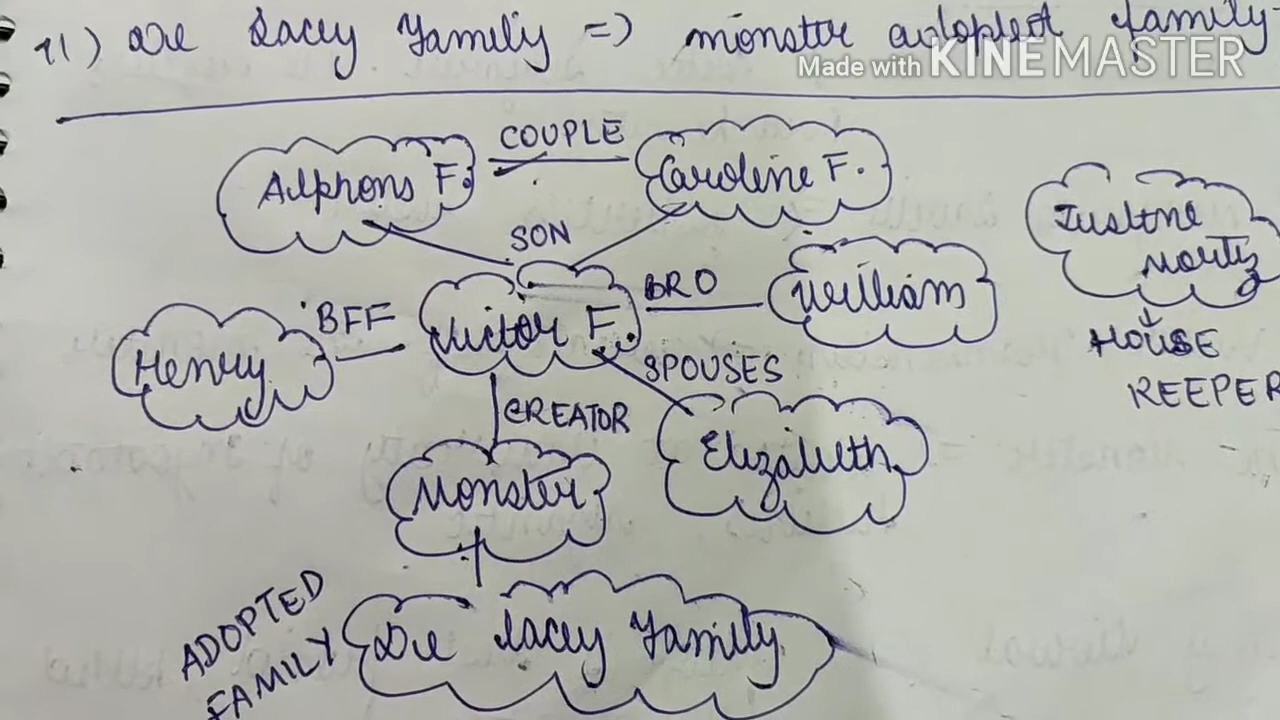 11) De Lacey Family => monster adopted family
Made with KINEMASTER
COUPLE
Alphons F.
Caroline F.
Justine
Moritz
SON
BRO
William
BFF
Victor F.
Henry
HOUSE
KEEPER
SPOUSES
CREATOR
Elizabeth
Monster
ADOPTED
FAMILY
De Lacey Family